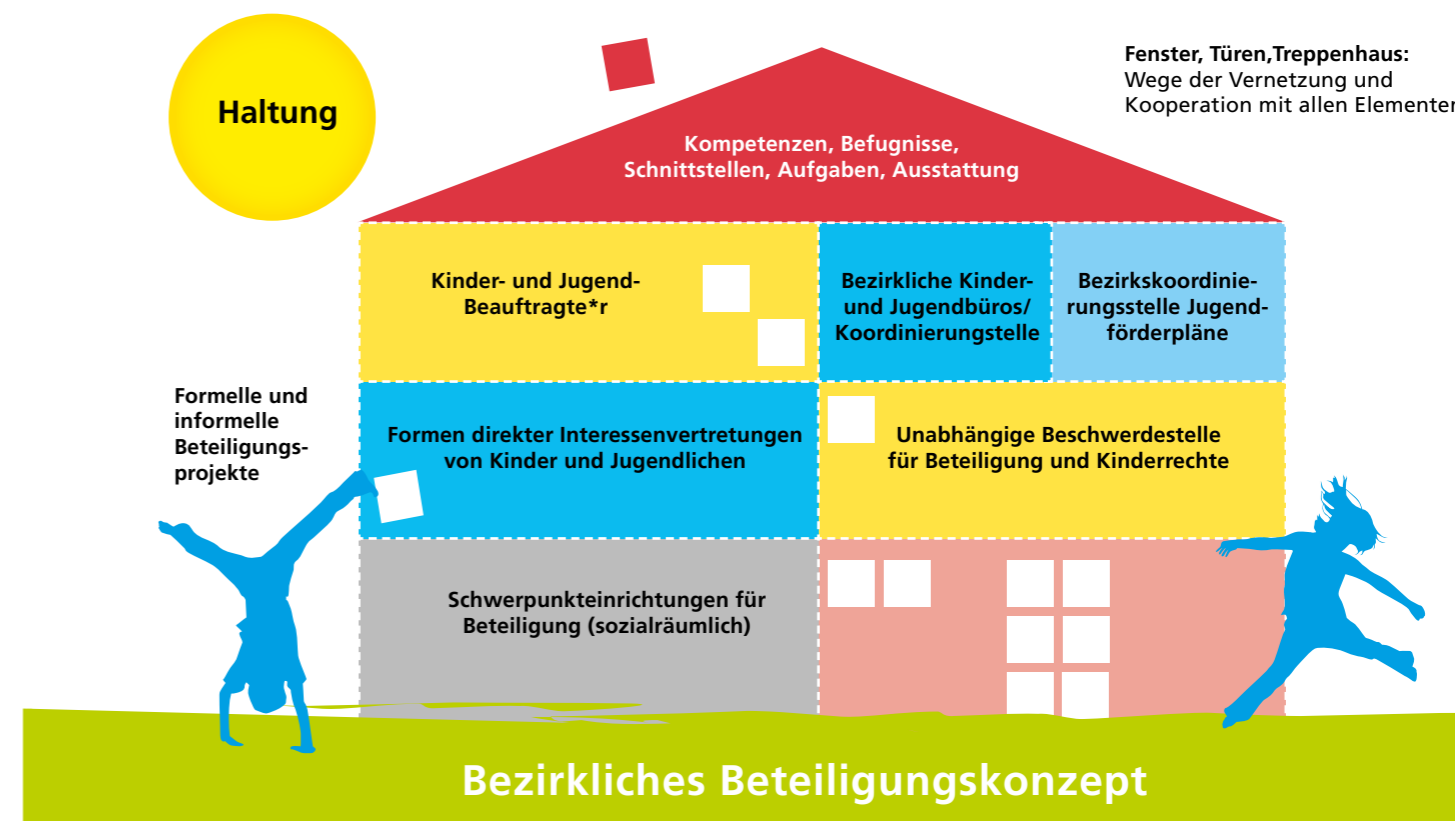 Haltung
Fenster, Türen,Treppenhaus:
Wege der Vernetzung und
Kooperation mit allen Elementen
Kompetenzen, Befugnisse,
Schnittstellen, Aufgaben, Ausstattung
Kinder- und Jugend-
Beauftragte*r
Bezirkliche Kinder-
und Jugendbüros/
Koordinierungstelle
Bezirkskoordinie-
rungsstelle Jugend-
förderpläne
Formelle und
informelle
Beteiligungs-
projekte
Formen direkter Interessenvertretungen
von Kinder und Jugendlichen
Unabhängige Beschwerdestelle
für Beteiligung und Kinderrechte
Schwerpunkteinrichtungen für
Beteiligung (sozialräumlich)
Bezirkliches Beteiligungskonzept